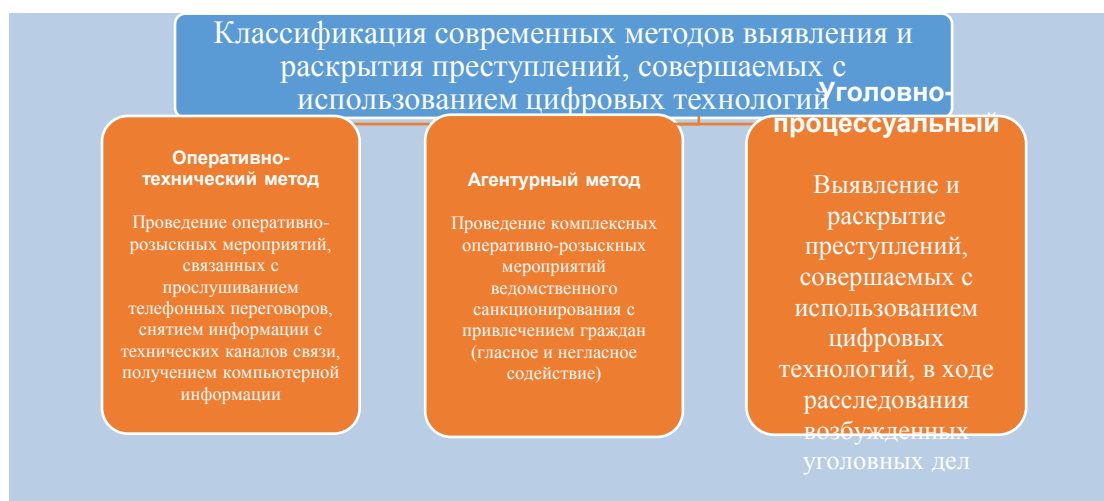 Классификация современных методов выявления и
раскрытия преступлений, совершаемых с
использованием цифровых технологий
Оперативно-
технический метод
Проведение оперативно-
розыскных мероприятий,
связанных с
прослушиванием
телефонных переговоров,
снятием информации с
технических каналов связи,
получением компьютерной
информации
Агентурный метод
Проведение комплексных
оперативно-розыскных
мероприятий
ведомственного
санкционирования с
привлечением граждан
(гласное и негласное
содействие)
Уголовно-
процессуальный
Выявление и
раскрытие
преступлений,
совершаемых с
использованием
цифровых
технологий, в ходе
расследования
возбужденных
уголовных дел